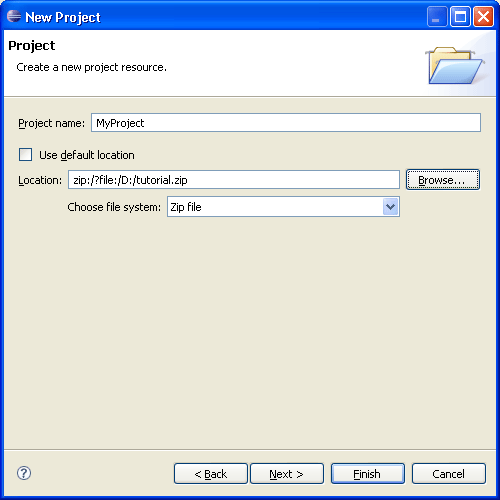 New Project
Project
Create a new project resource.
Project name: MyProject
Use default location
Location: zip:/?file:/D:/tutorial.zip Browse...
Choose file system: Zip file
? < Back Next > Finish Cancel